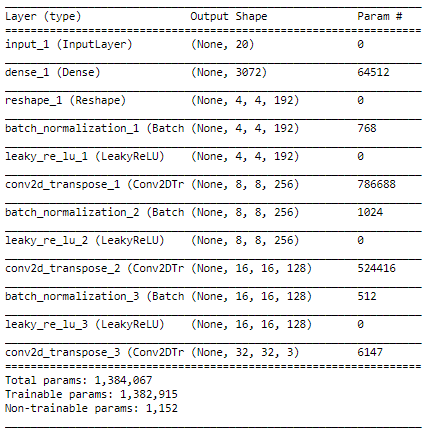 Layer (type) Output Shape Param #
input_1 (InputLayer) (None, 20) 0
dense_1 (Dense) (None, 3072) 64512
reshape_1 (Reshape) (None, 4, 4, 192) 0
batch_normalization_1 (Batch (None, 4, 4, 192) 768
leaky_re_lu_1 (LeakyReLU) (None, 4, 4, 192) 0
conv2d_transpose_1 (Conv2DTr (None, 8, 8, 256) 786688
batch_normalization_2 (Batch (None, 8, 8, 256) 1024
leaky_re_lu_2 (LeakyReLU) (None, 8, 8, 256) 0
conv2d_transpose_2 (Conv2DTr (None, 16, 16, 128) 524416
batch_normalization_3 (Batch (None, 16, 16, 128) 512
leaky_re_lu_3 (LeakyReLU) (None, 16, 16, 128) 0
conv2d_transpose_3 (Conv2DTr (None, 32, 32, 3) 6147
Total params: 1,384,067
Trainable params: 1,382,915
Non-trainable params: 1,152